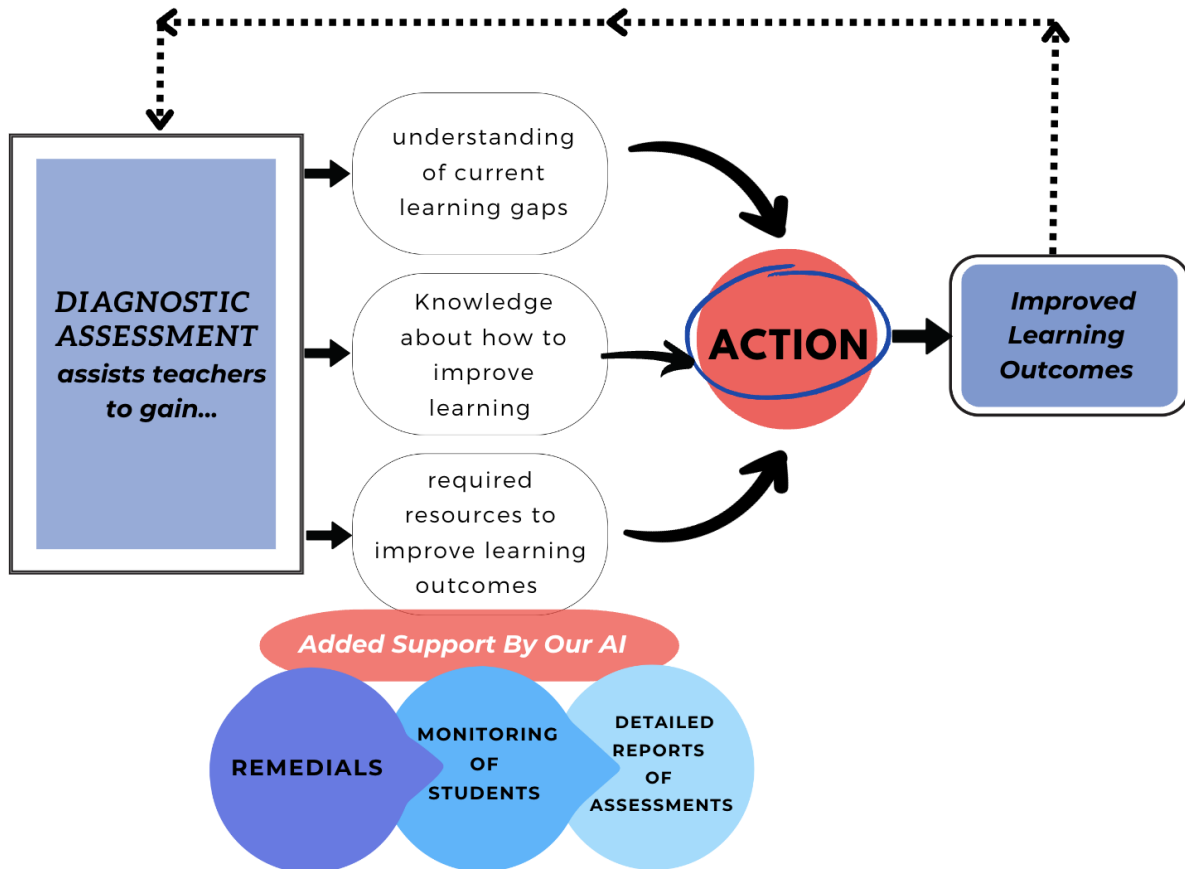 DIAGNOSTIC
ASSESSMENT
assists teachers
to gain...
understanding
of current
learning gaps
Knowledge
about how to
improve
learning
required
resources to
improve learning
outcomes
ACTION
Improved
Learning
Outcomes
Added Support By Our AI
REMEDIALS
MONITORING
OF
STUDENTS
DETAILED
REPORTS
OF
ASSESSMENTS